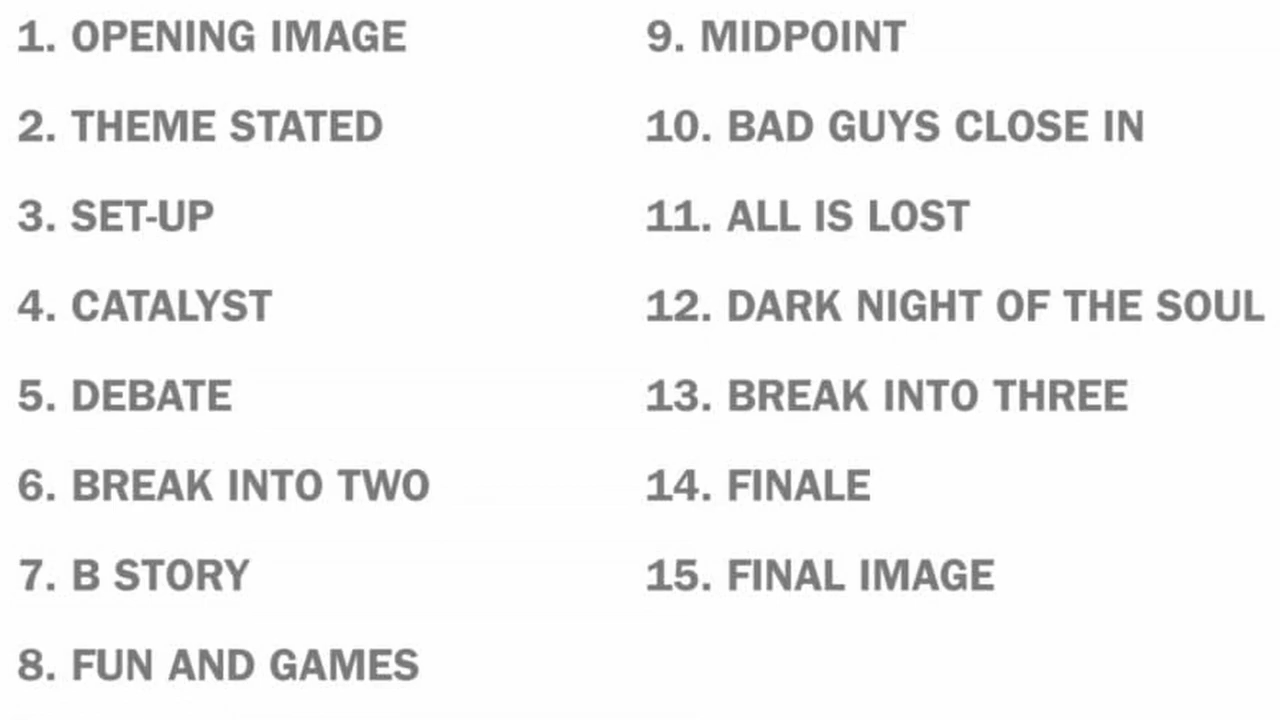 1. OPENING IMAGE
2. THEME STATED
3. SET-UP
4. CATALYST
5. DEBATE
6. BREAK INTO TWO
7. B STORY
8. FUN AND GAMES
9. MIDPOINT
10. BAD GUYS CLOSE IN
11. ALL IS LOST
12. DARK NIGHT OF THE SOUL
13. BREAK INTO THREE
14. FINALE
15. FINAL IMAGE